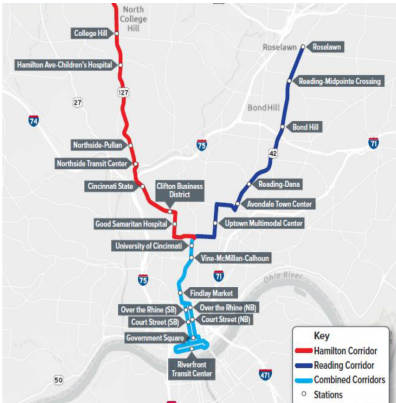 North
College
Hill
College Hill
Roselawn
Roselawn
Hamilton Ave-Children's Hospital
Reading-Midpointe Crossing
127
27
Bond Hill
74
Bond Hill
75
71
42
Northside-Pullan
Northside Transit Center
Cincinnati State
Clifton Business
District
Reading-Dana
Avondale Town Center
Good Samaritan Hospital
Uptown Multimodal Center
University of Cincinnati
Vine-McMillan-Calhoun
75
71
Ohio River
Findlay Market
Over the Rhine (SB)
Over the Rhine (NB)
Court Street (SB)
Court Street (NB)
Government Square
Riverfront
Transit Center
50
471
Key
Hamilton Corridor
Reading Corridor
Combined Corridors
Stations